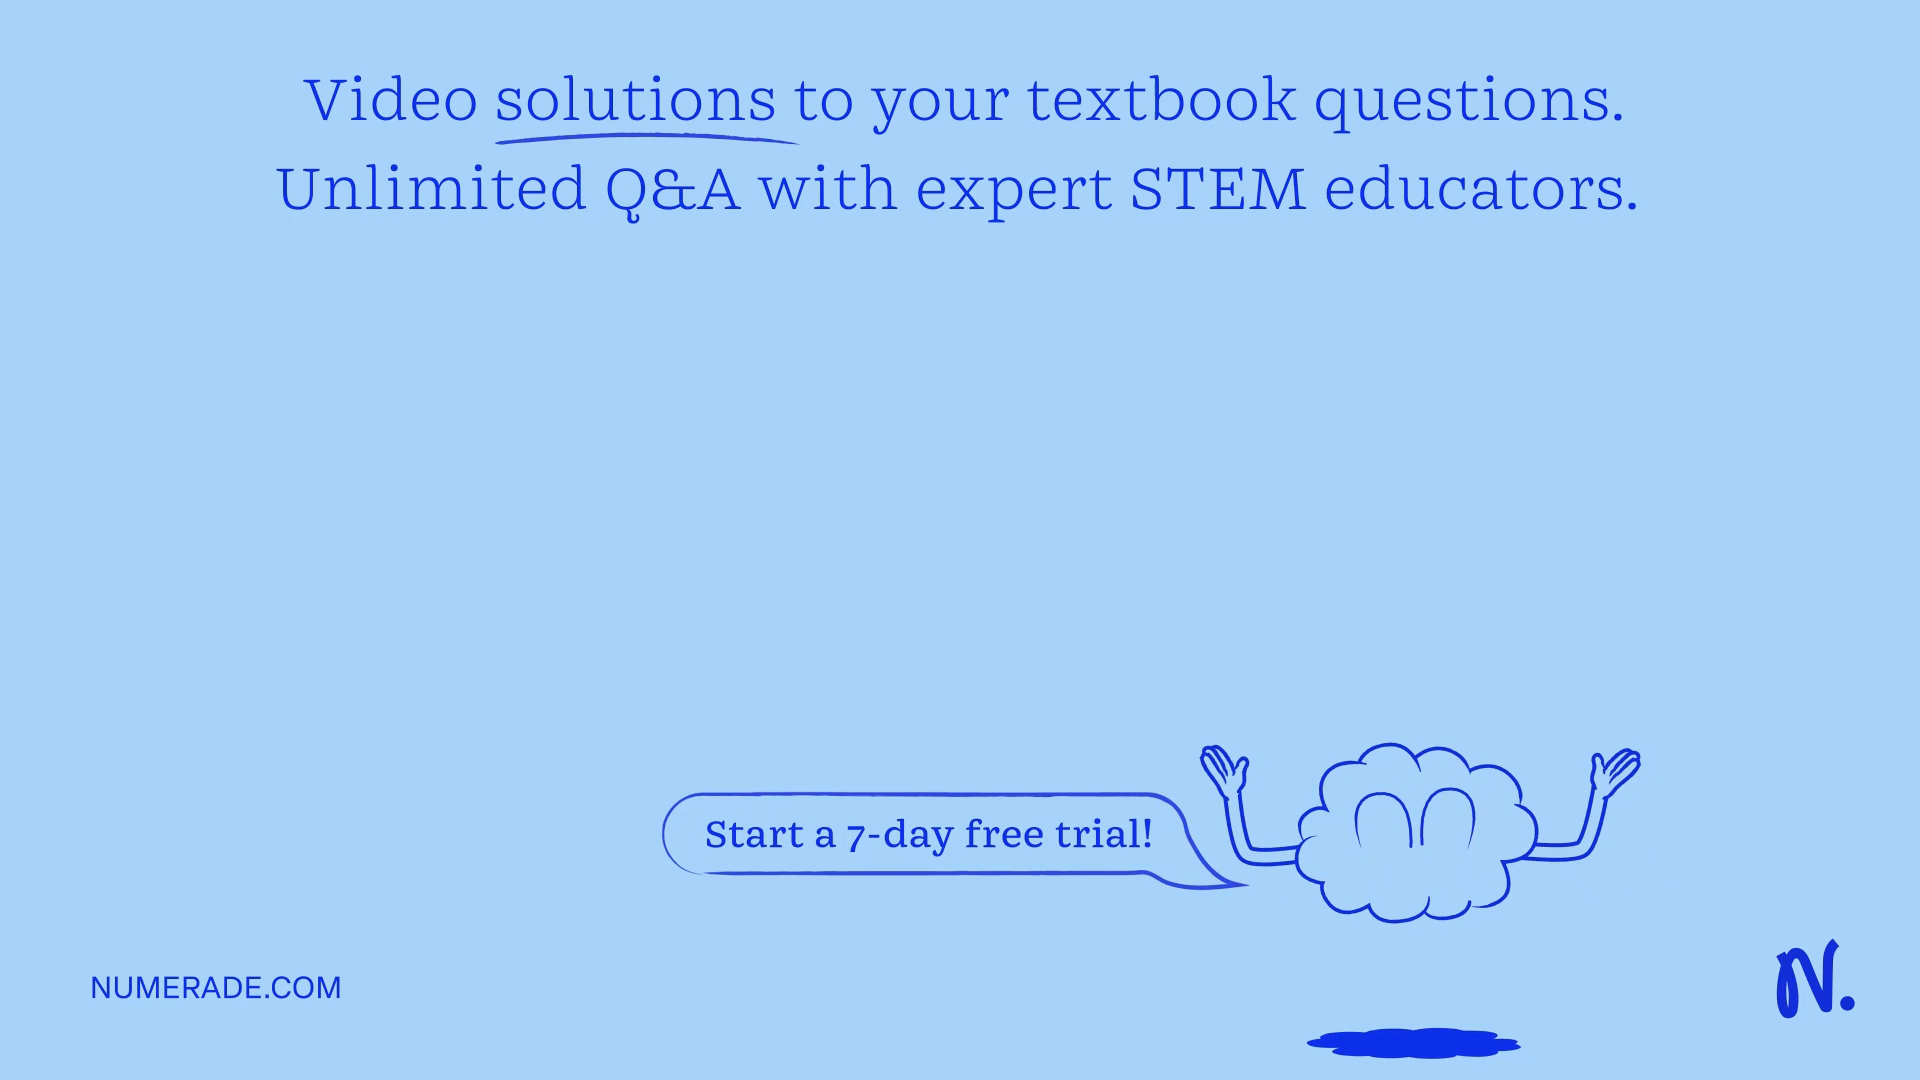 Video solutions to your textbook questions.
Unlimited Q&A with expert STEM educators.
Start a 7-day free trial!
NUMERADE.COM
N.